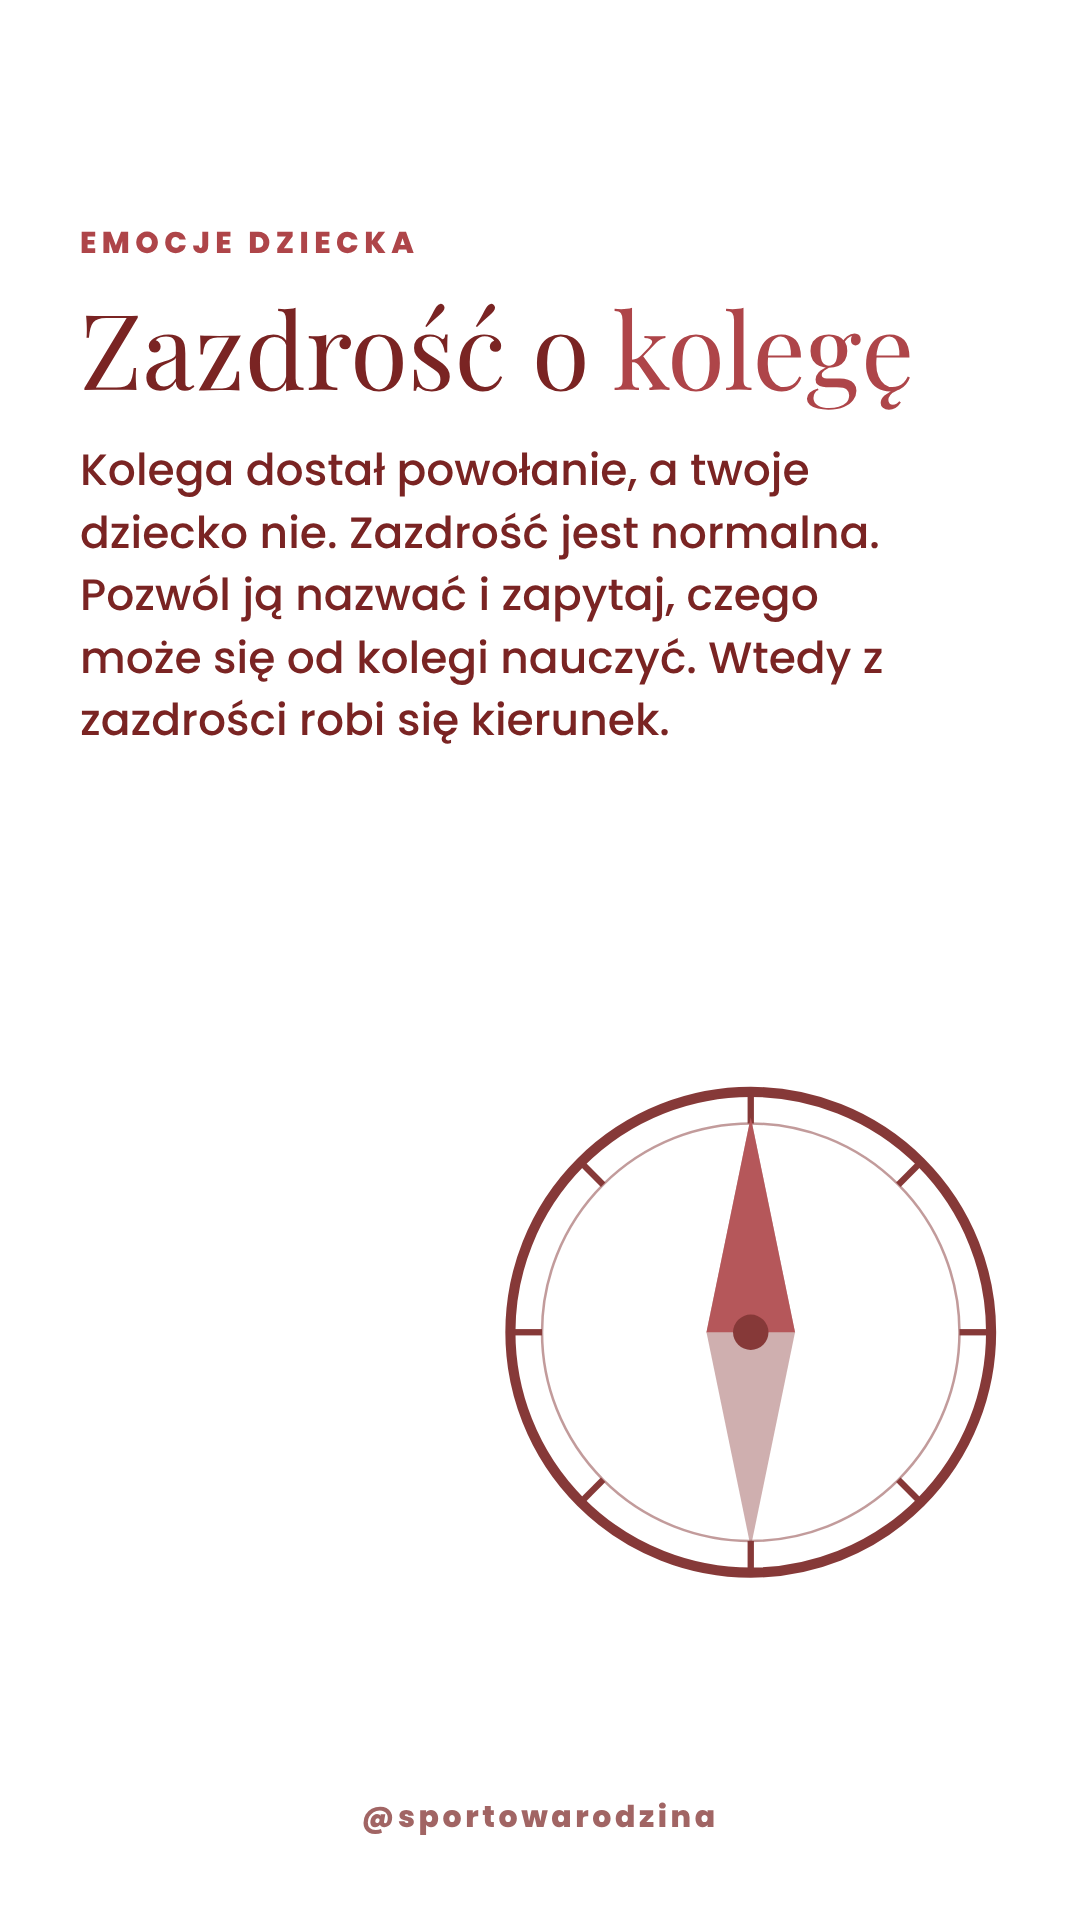 EMOCJE DZIECKA
Zazdrość o kolegę
Kolega dostał powołanie, a twoje
dziecko nie. Zazdrość jest normalna.
Pozwól ją nazwać i zapytaj, czego
może się od kolegi nauczyć. Wtedy z
zazdrości robi się kierunek.
@sportowarodzina